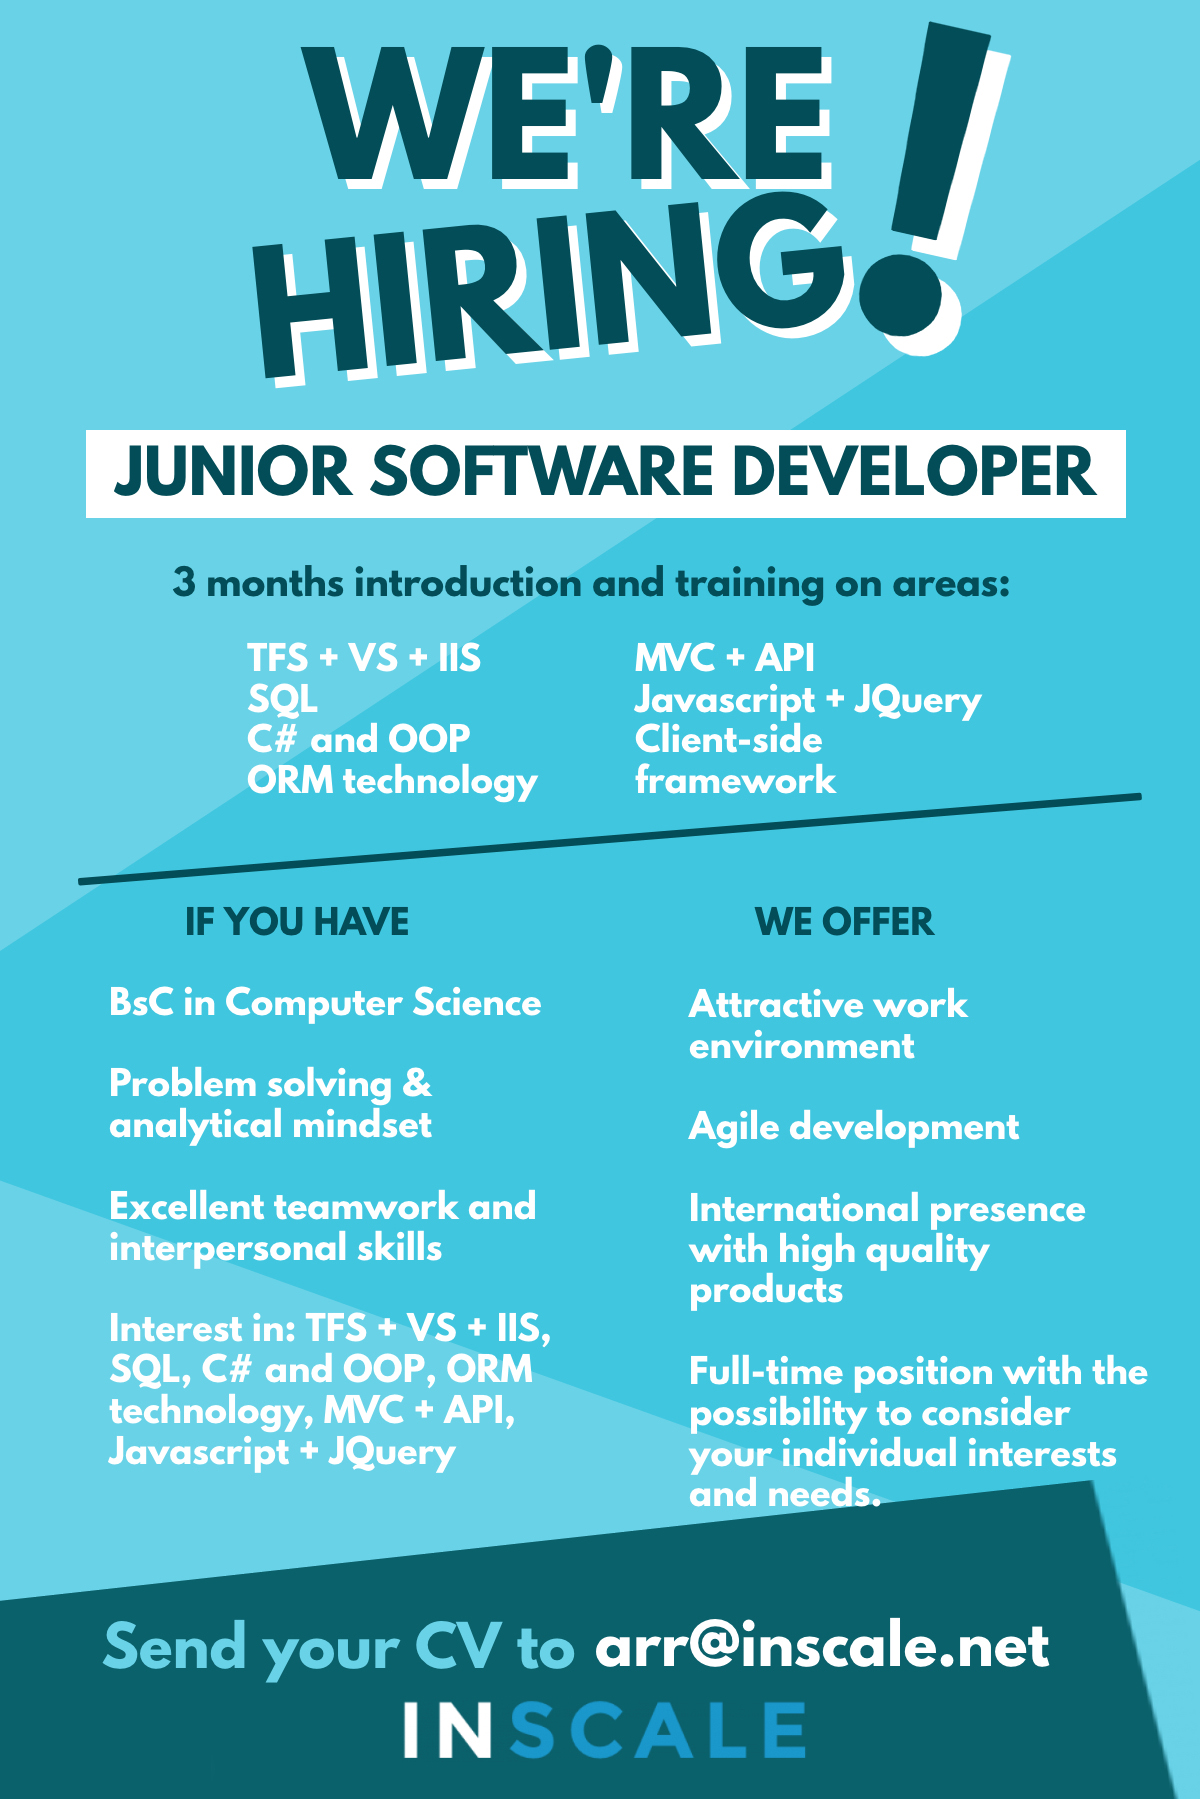 WE'RE
HIRING!
JUNIOR SOFTWARE DEVELOPER
3 months introduction and training on areas:
TFS + VS + IIS
SQL
C# and OOP
ORM technology
MVC + API
Javascript + JQuery
Client-side
framework
IF YOU HAVE
BsC in Computer Science
Problem solving &
analytical mindset
Excellent teamwork and
interpersonal skills
Interest in: TFS + VS + IIS,
SQL, C# and OOP, ORM
technology, MVC + API,
Javascript + JQuery
WE OFFER
Attractive work
environment
Agile development
International presence
with high quality
products
Full-time position with the
possibility to consider
your individual interests
and needs.
Send your CV to arr@inscale.net
INSCALE